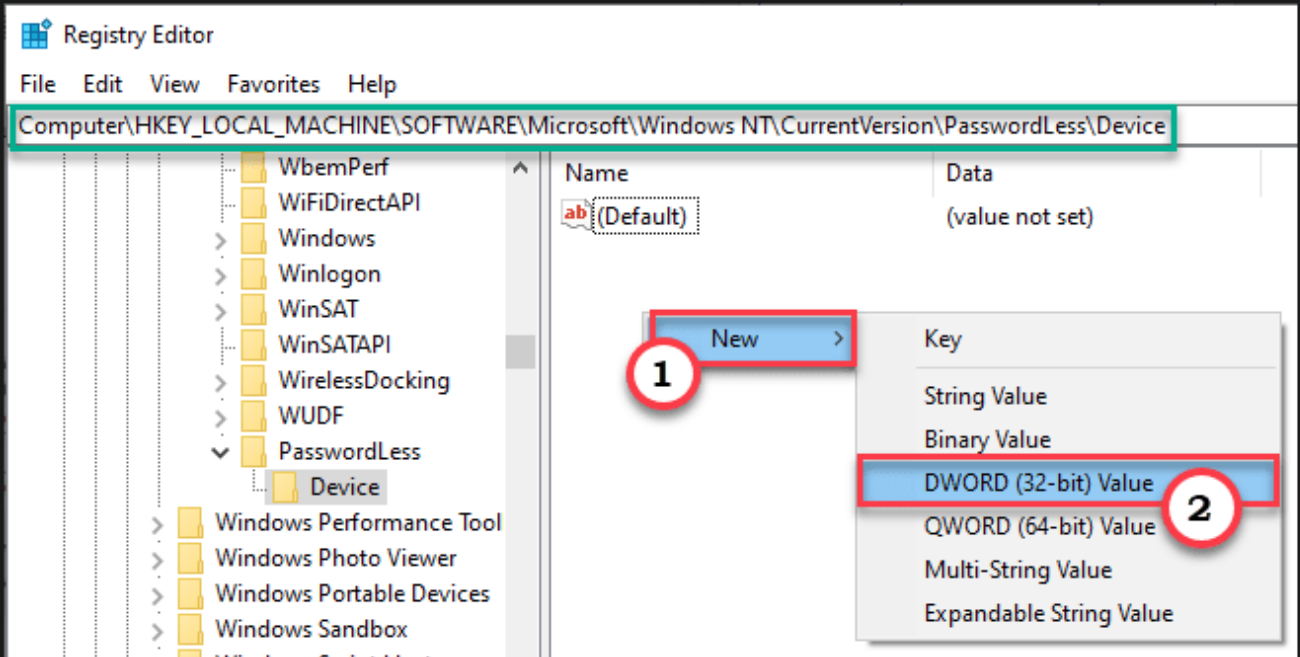 Registry Editor
File Edit View Favorites Help
Computer\HKEY_LOCAL_MACHINE\SOFTWARE\Microsoft\Windows NT\CurrentVersion\PasswordLess\Device
WbemPerf
WiFiDirectAPI
Windows
Winlogon
WinSAT
WinSATAPI
WirelessDocking
WUDF
PasswordLess
Device
Windows Performance Tool
Windows Photo Viewer
Windows Portable Devices
Windows Sandbox
Name Data
ab (Default) (value not set)
New
1
Key
String Value
Binary Value
DWORD (32-bit) Value
2
QWORD (64-bit) Value
Multi-String Value
Expandable String Value